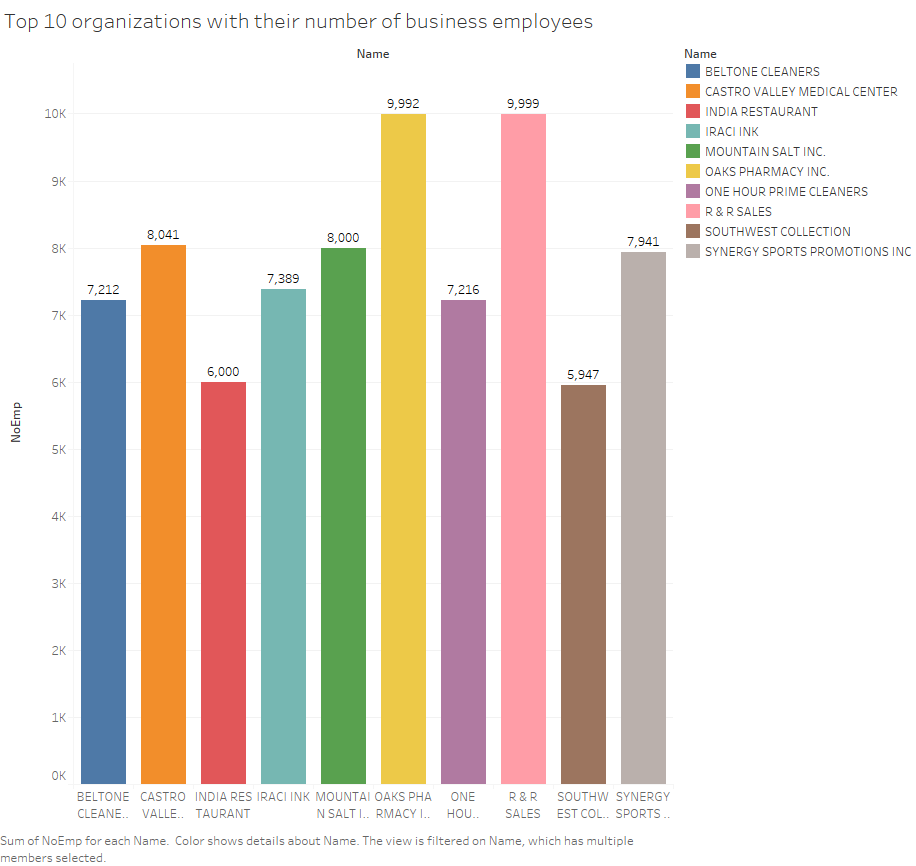 Top 10 organizations with their number of business employees
Name
Name
BELTONE CLEANERS
CASTRO VALLEY MEDICAL CENTER
INDIA RESTAURANT
IRACI INK
MOUNTAIN SALT INC.
OAKS PHARMACY INC.
ONE HOUR PRIME CLEANERS
R & R SALES
SOUTHWEST COLLECTION
SYNERGY SPORTS PROMOTIONS INC
NoEmp
10K
9K
8K
7K
6K
5K
4K
3K
2K
1K
0K
7,212
8,041
6,000
7,389
8,000
9,992
7,216
9,999
5,947
7,941
BELTONE
CLEANE..
CASTRO
VALLE..
INDIA RES
TAURANT
IRACI INK
MOUNTAI
N SALT I..
OAKS PHA
RMACY I..
ONE
HOU..
R & R
SALES
SOUTHW
EST COL..
SYNERGY
SPORTS ..
Sum of NoEmp for each Name.  Color shows details about Name. The view is filtered on Name, which has multiple
members selected.